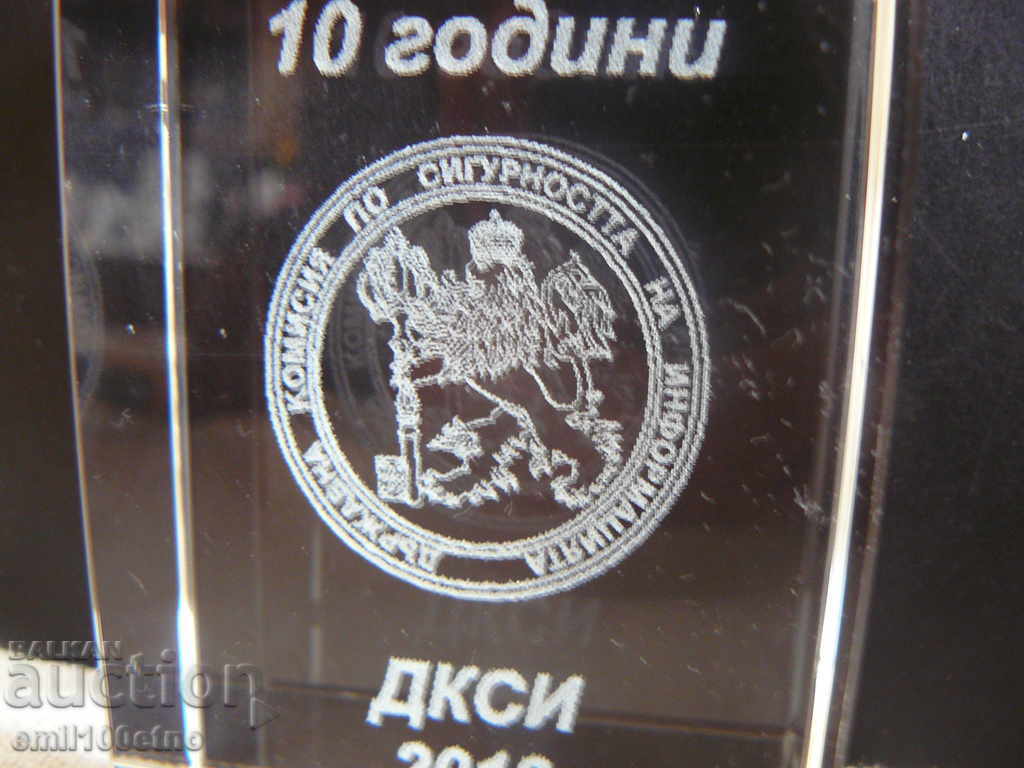 10 години
ДЪРЖАВНА КОМИСИЯ ПО СИГУРНОСТТА НА ИНФОРМАЦИЯТА
ДКСИ
BALKAN
auction
emil100etno